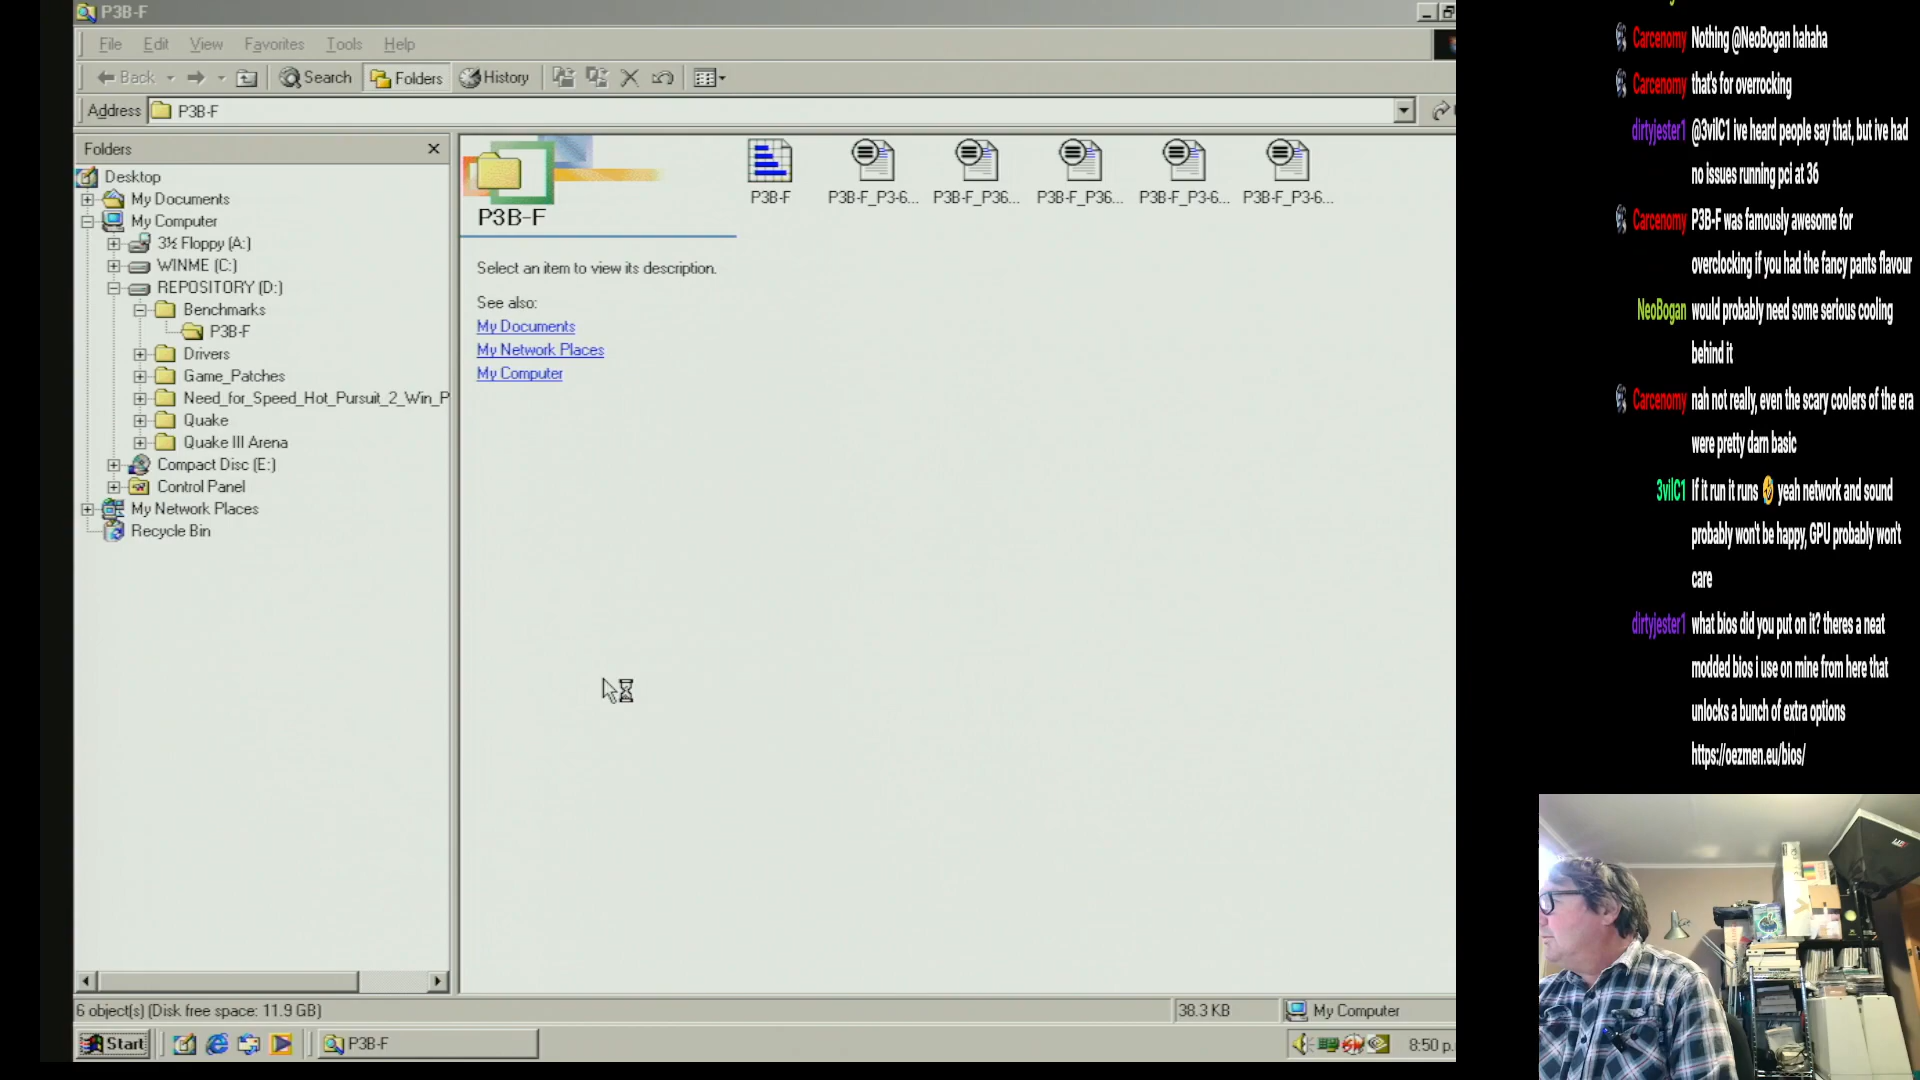 P3B-F
File Edit View Favorites Tools Help
Back Search Folders History
Address P3B-F
Folders
Desktop
My Documents
My Computer
3½ Floppy (A:)
WINME (C:)
REPOSITORY (D:)
Benchmarks
P3B-F
Drivers
Game_Patches
Need_for_Speed_Hot_Pursuit_2_Win_P
Quake
Quake III Arena
Compact Disc (E:)
Control Panel
My Network Places
Recycle Bin
P3B-F
Select an item to view its description.
See also:
My Documents
My Network Places
My Computer
P3B-F P3B-F_P3-6... P3B-F_P36... P3B-F_P36... P3B-F_P3-6... P3B-F_P3-6...
6 object(s) (Disk free space: 11.9 GB) 38.3 KB My Computer
Start P3B-F 8:50 p.
Carcenomy Nothing @NeoBogan hahaha
Carcenomy that's for overrocking
dirtyjester1 @3vilC1 ive heard people say that, but ive had
no issues running pci at 36
Carcenomy P3B-F was famously awesome for
overclocking if you had the fancy pants flavour
NeoBogan would probably need some serious cooling
behind it
Carcenomy nah not really, even the scary coolers of the era
were pretty darn basic
3vilC1 If it run it runs 🤣 yeah network and sound
probably won't be happy, GPU probably won't
care
dirtyjester1 what bios did you put on it? theres a neat
modded bios i use on mine from here that
unlocks a bunch of extra options
https://oezmen.eu/bios/